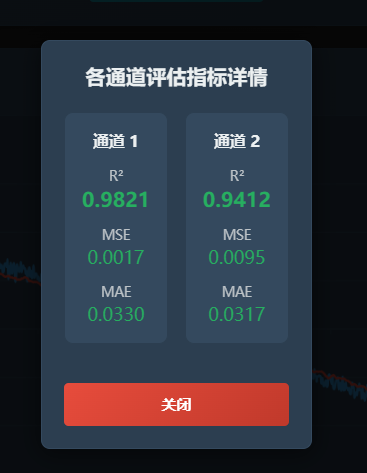 各通道评估指标详情
通道 1
R²
0.9821
MSE
0.0017
MAE
0.0330
通道 2
R²
0.9412
MSE
0.0095
MAE
0.0317
关闭